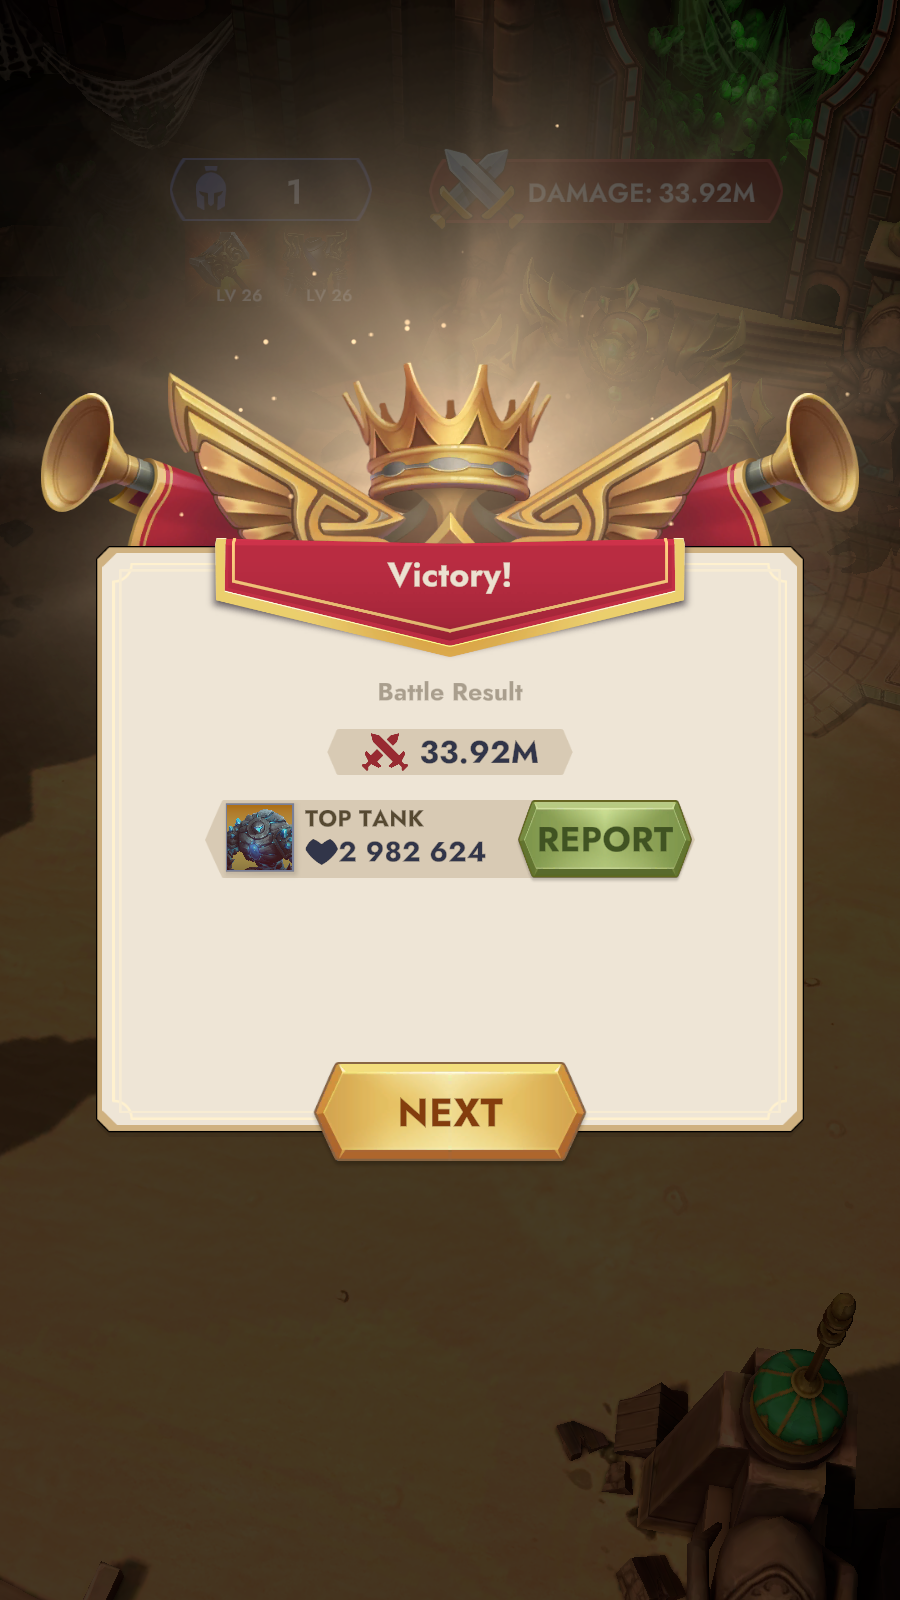 1
DAMAGE: 33.92M
LV 26 LV 26
Victory!
Battle Result
33.92M
TOP TANK
2 982 624
REPORT
NEXT